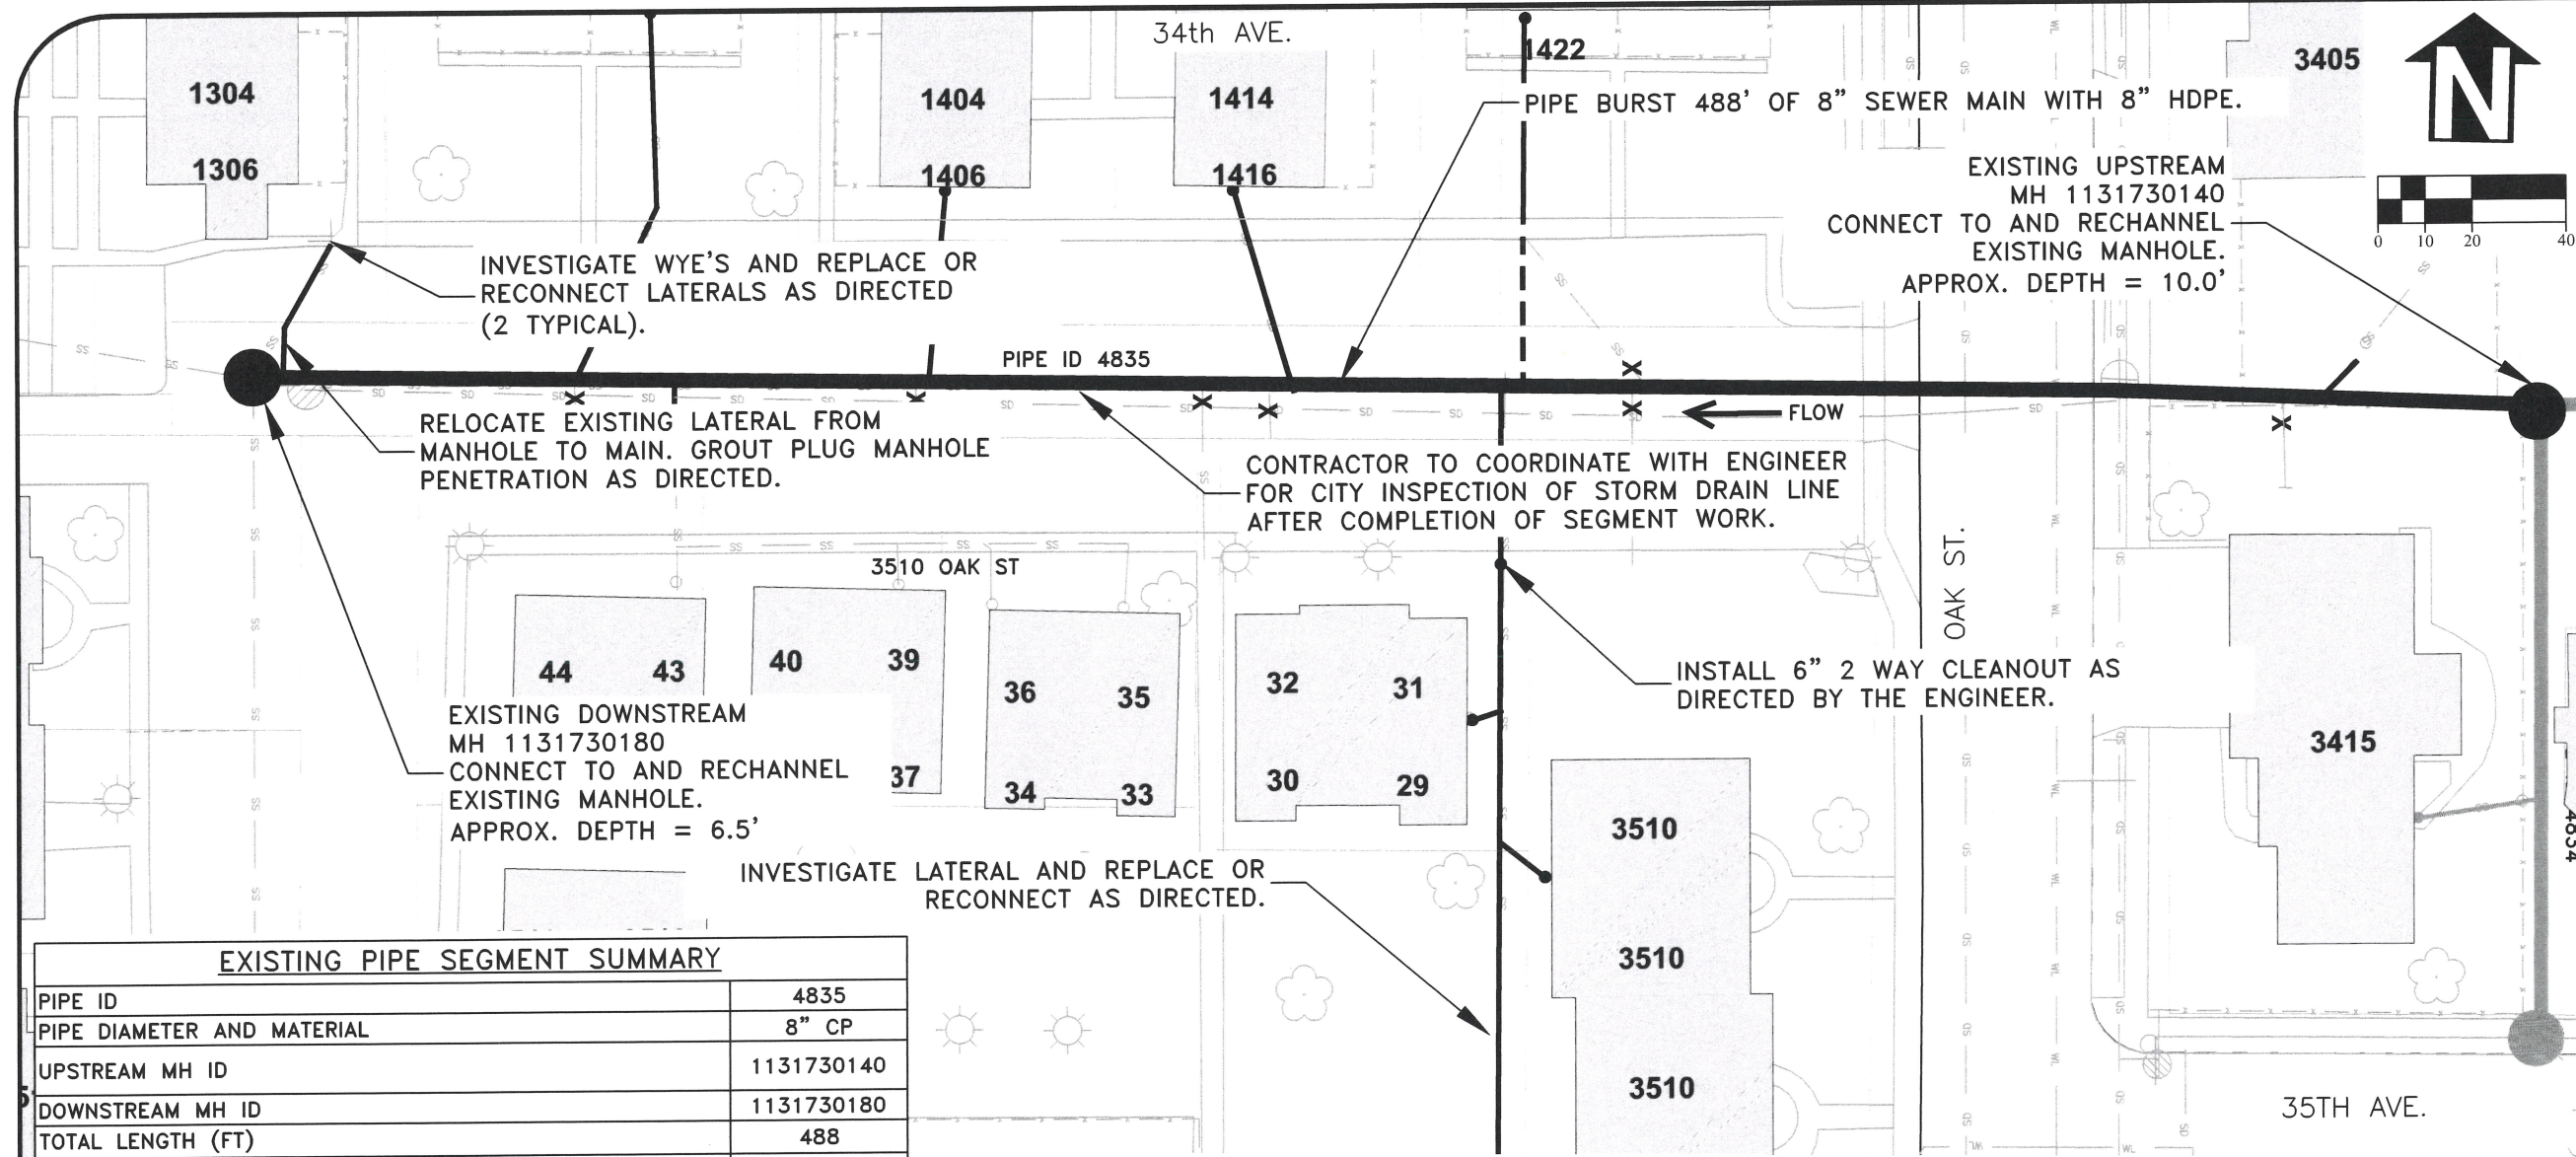 34th AVE.
1304
1306
1404
1406
1414
1416
1422
3405
N
0 10 20 40
PIPE BURST 488' OF 8" SEWER MAIN WITH 8" HDPE.
EXISTING UPSTREAM
MH 1131730140
CONNECT TO AND RECHANNEL
EXISTING MANHOLE.
APPROX. DEPTH = 10.0'
INVESTIGATE WYE'S AND REPLACE OR
RECONNECT LATERALS AS DIRECTED
(2 TYPICAL).
PIPE ID 4835
FLOW
RELOCATE EXISTING LATERAL FROM
MANHOLE TO MAIN. GROUT PLUG MANHOLE
PENETRATION AS DIRECTED.
CONTRACTOR TO COORDINATE WITH ENGINEER
FOR CITY INSPECTION OF STORM DRAIN LINE
AFTER COMPLETION OF SEGMENT WORK.
3510 OAK ST
OAK ST.
44 43
40 39
37
36 35
34 33
32 31
30 29
INSTALL 6" 2 WAY CLEANOUT AS
DIRECTED BY THE ENGINEER.
EXISTING DOWNSTREAM
MH 1131730180
CONNECT TO AND RECHANNEL
EXISTING MANHOLE.
APPROX. DEPTH = 6.5'
3415
4834
3510
3510
3510
INVESTIGATE LATERAL AND REPLACE OR
RECONNECT AS DIRECTED.
35TH AVE.
EXISTING PIPE SEGMENT SUMMARY
PIPE ID 4835
PIPE DIAMETER AND MATERIAL 8" CP
UPSTREAM MH ID 1131730140
DOWNSTREAM MH ID 1131730180
TOTAL LENGTH (FT) 488